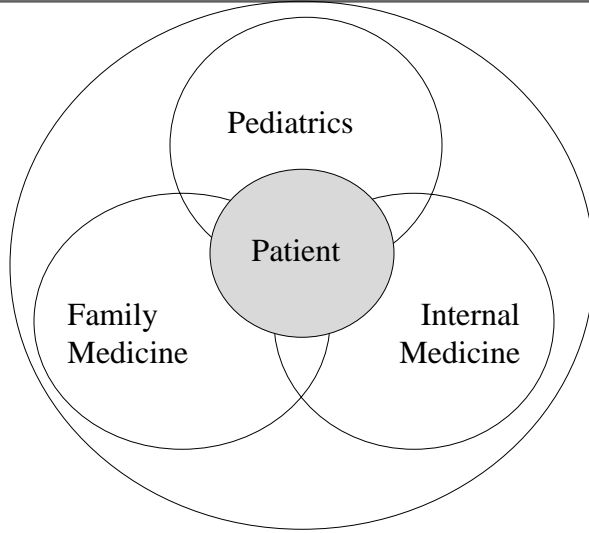 Pediatrics
Patient
Family
Medicine
Internal
Medicine